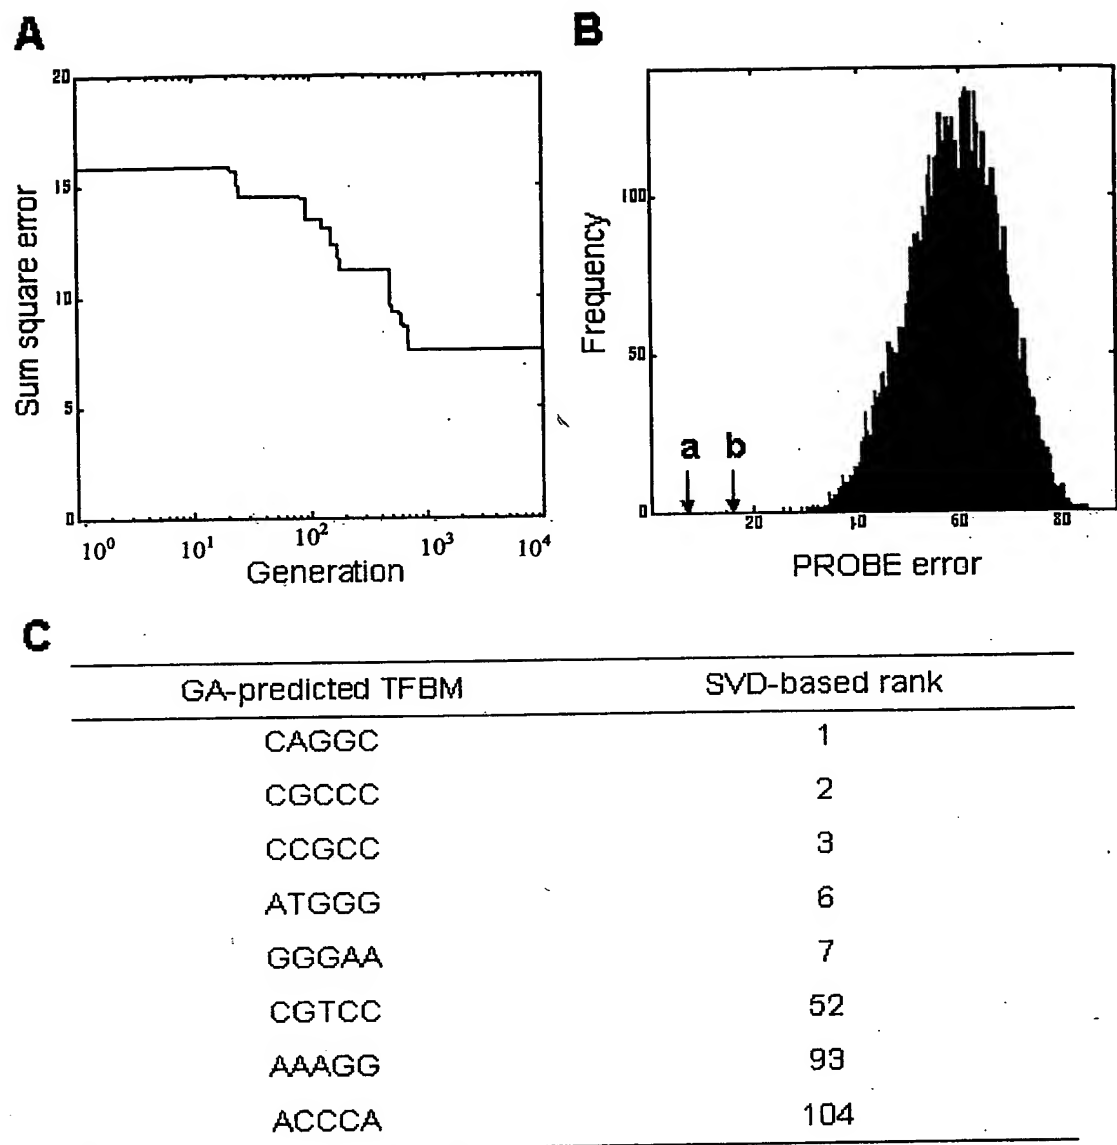 A
20
15
10
5
0
Sum square error
10^0 10^1 10^2 10^3 10^4
Generation
B
100
50
0
Frequency
a b
20 40 60 80
PROBE error
C
GA-predicted TFBM SVD-based rank
CAGGC 1
CGCCC 2
CCGCC 3
ATGGG 6
GGGAA 7
CGTCC 52
AAAGG 93
ACCCA 104